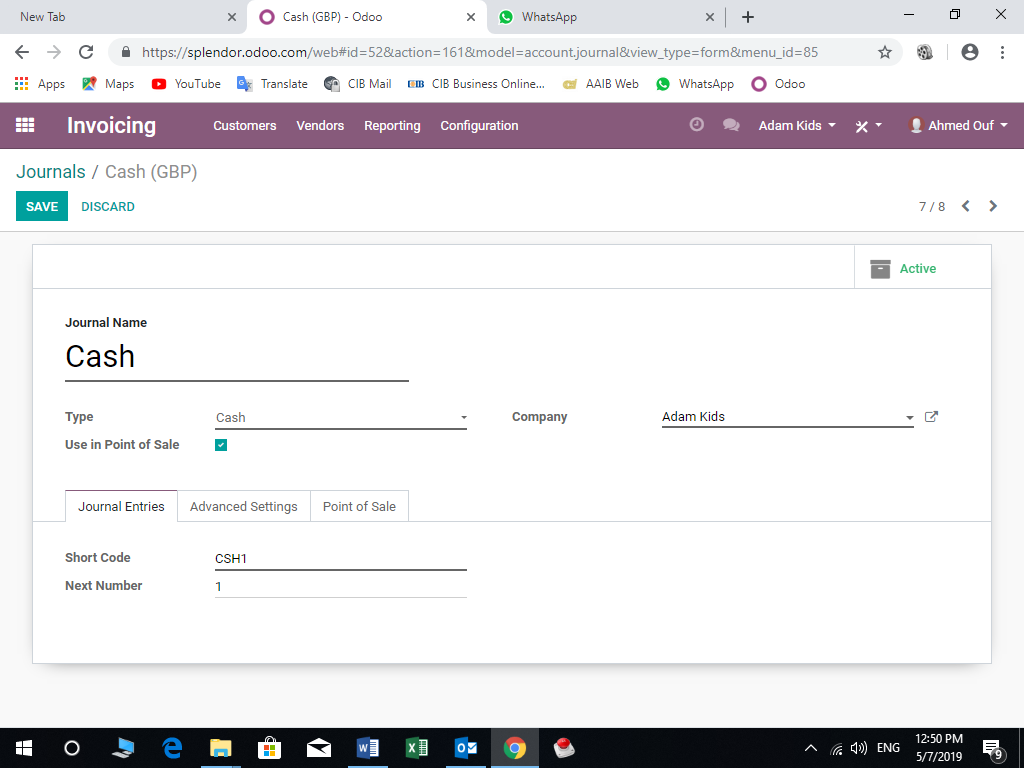 New Tab
Cash (GBP) - Odoo
WhatsApp
https://splendor.odoo.com/web#id=52&action=161&model=account.journal&view_type=form&menu_id=85
Apps Maps YouTube Translate CIB Mail CIB CIB Business Online... AAIB Web WhatsApp Odoo
Invoicing Customers Vendors Reporting Configuration Adam Kids Ahmed Ouf
Journals / Cash (GBP)
SAVE DISCARD 7 / 8
Active
Journal Name
Cash
Type Cash Company Adam Kids
Use in Point of Sale
Journal Entries Advanced Settings Point of Sale
Short Code CSH1
Next Number 1
12:50 PM
ENG
5/7/2019
9